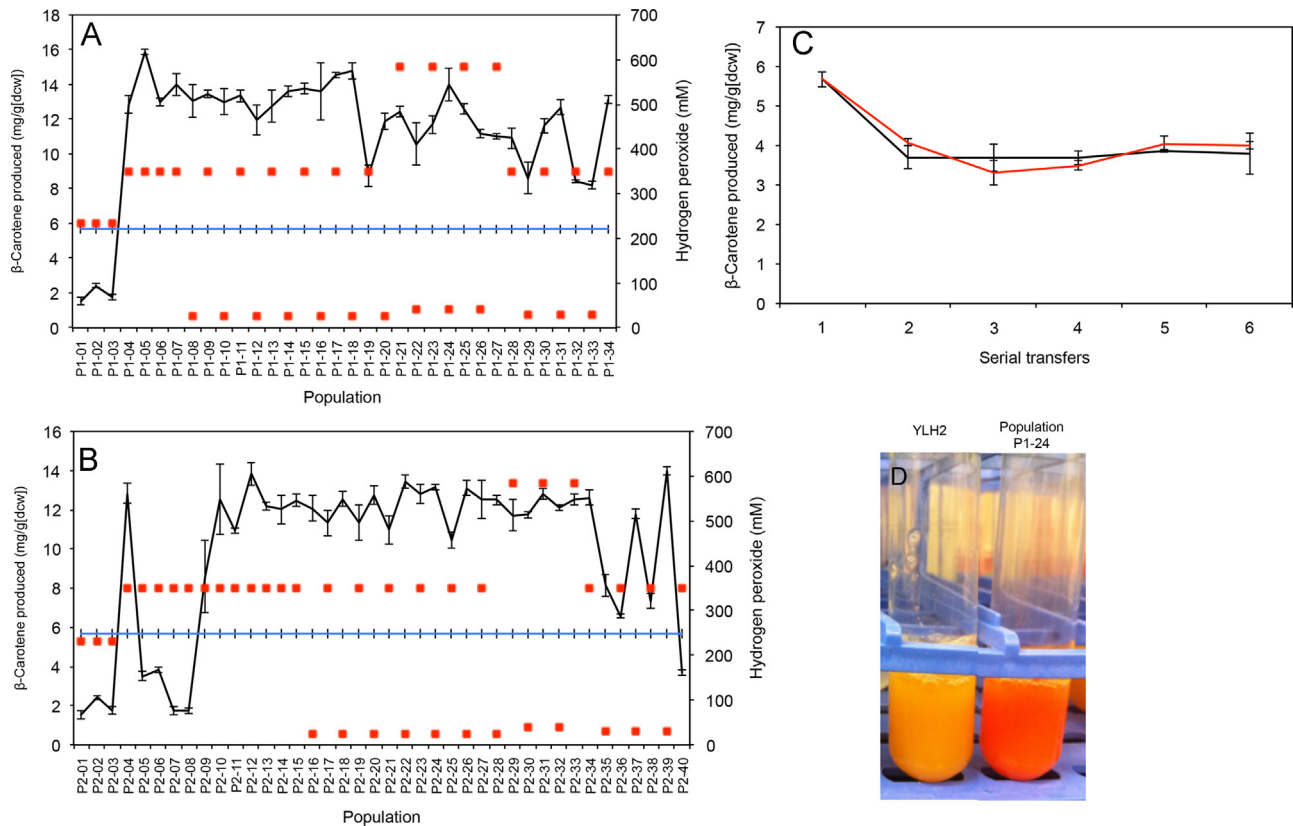 A
β-Carotene produced (mg/g[dcw])
18
16
14
12
10
8
6
4
2
0
700
600
500
400
300
200
100
0
Hydrogen peroxide (mM)
P1-01
P1-02
P1-03
P1-04
P1-05
P1-06
P1-07
P1-08
P1-09
P1-10
P1-11
P1-12
P1-13
P1-14
P1-15
P1-16
P1-17
P1-18
P1-19
P1-20
P1-21
P1-22
P1-23
P1-24
P1-25
P1-26
P1-27
P1-28
P1-29
P1-30
P1-31
P1-32
P1-33
P1-34
Population
C
β-Carotene produced (mg/g[dcw])
7
6
5
4
3
2
1
0
1 2 3 4 5 6
Serial transfers
B
β-Carotene produced (mg/g[dcw])
16
14
12
10
8
6
4
2
0
700
600
500
400
300
200
100
0
Hydrogen peroxide (mM)
P2-01
P2-02
P2-03
P2-04
P2-05
P2-06
P2-07
P2-08
P2-09
P2-10
P2-11
P2-12
P2-13
P2-14
P2-15
P2-16
P2-17
P2-18
P2-19
P2-20
P2-21
P2-22
P2-23
P2-24
P2-25
P2-26
P2-27
P2-28
P2-29
P2-30
P2-31
P2-32
P2-33
P2-34
P2-35
P2-36
P2-37
P2-38
P2-39
P2-40
Population
YLH2
Population
P1-24
D